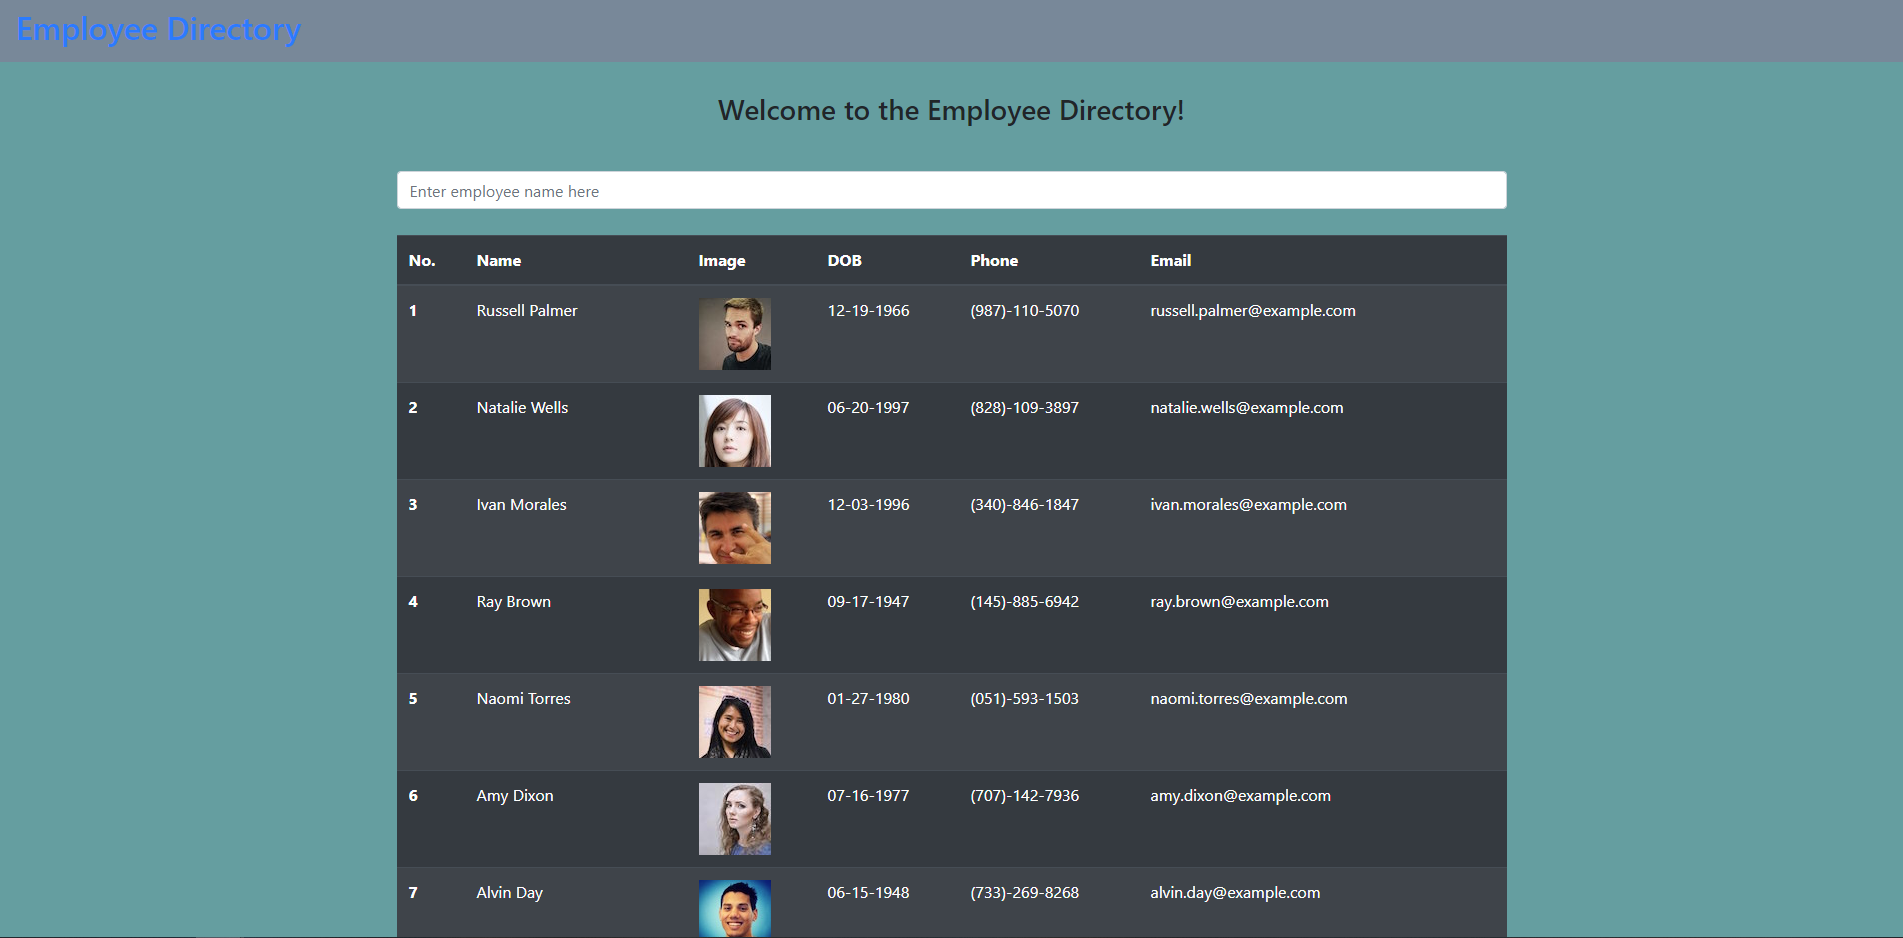 Employee Directory
Welcome to the Employee Directory!
Enter employee name here
No. Name Image DOB Phone Email
1 Russell Palmer 12-19-1966 (987)-110-5070 russell.palmer@example.com
2 Natalie Wells 06-20-1997 (828)-109-3897 natalie.wells@example.com
3 Ivan Morales 12-03-1996 (340)-846-1847 ivan.morales@example.com
4 Ray Brown 09-17-1947 (145)-885-6942 ray.brown@example.com
5 Naomi Torres 01-27-1980 (051)-593-1503 naomi.torres@example.com
6 Amy Dixon 07-16-1977 (707)-142-7936 amy.dixon@example.com
7 Alvin Day 06-15-1948 (733)-269-8268 alvin.day@example.com